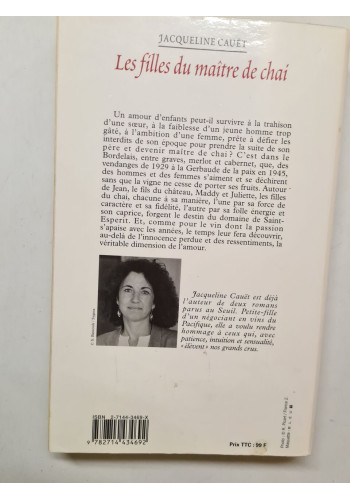 JACQUELINE CAUËT
Les filles du maître de chai
Un amour d'enfants peut-il survivre à la trahison
d'une sœur, à la faiblesse d'un jeune homme trop
gâté, à l'ambition d'une femme, prête à défier les
interdits de son époque pour prendre la suite de son
père et devenir maître de chai ? C'est dans le
Bordelais, entre graves, merlot et cabernet, que, des
vendanges de 1929 à la Gerbaude de la paix en 1945,
des hommes et des femmes s'aiment et se déchirent
sans que la vigne ne cesse de porter ses fruits. Autour
de Jean, le fils du château, Maddy et Juliette, les filles
du chai, chacune à sa manière, l'une par sa force de
caractère et sa fidélité, l'autre par sa folle énergie et
son caprice, forgent le destin du domaine de Saint-
Esprit. Et, comme pour le vin dont la passion
s'apaise avec les années, le temps leur fera découvrir,
au-delà de l'innocence perdue et des ressentiments, la
véritable dimension de l'amour.
Jacqueline Cauët est déjà
l'auteur de deux romans
parus au Seuil. Petite-fille
d'un négociant en vins du
Pacifique, elle a voulu rendre
hommage à ceux qui, avec
patience, intuition et sensualité,
« élèvent » nos grands crus.
ISBN 2-7144-3469-X
9 782714 434692
Prix TTC : 99 F